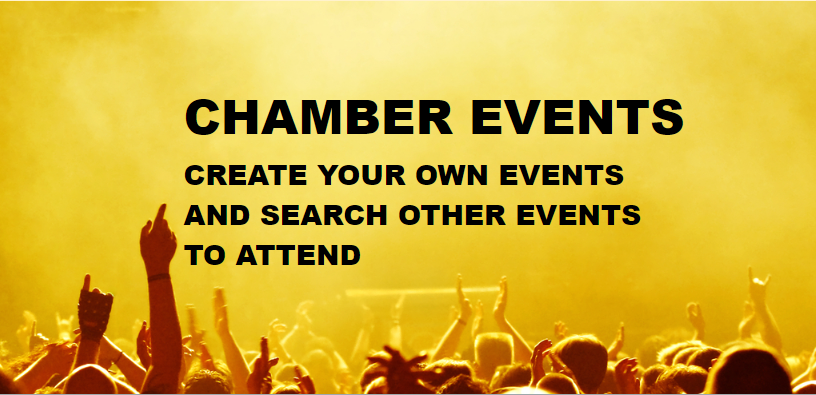 CHAMBER EVENTS
CREATE YOUR OWN EVENTS
AND SEARCH OTHER EVENTS
TO ATTEND